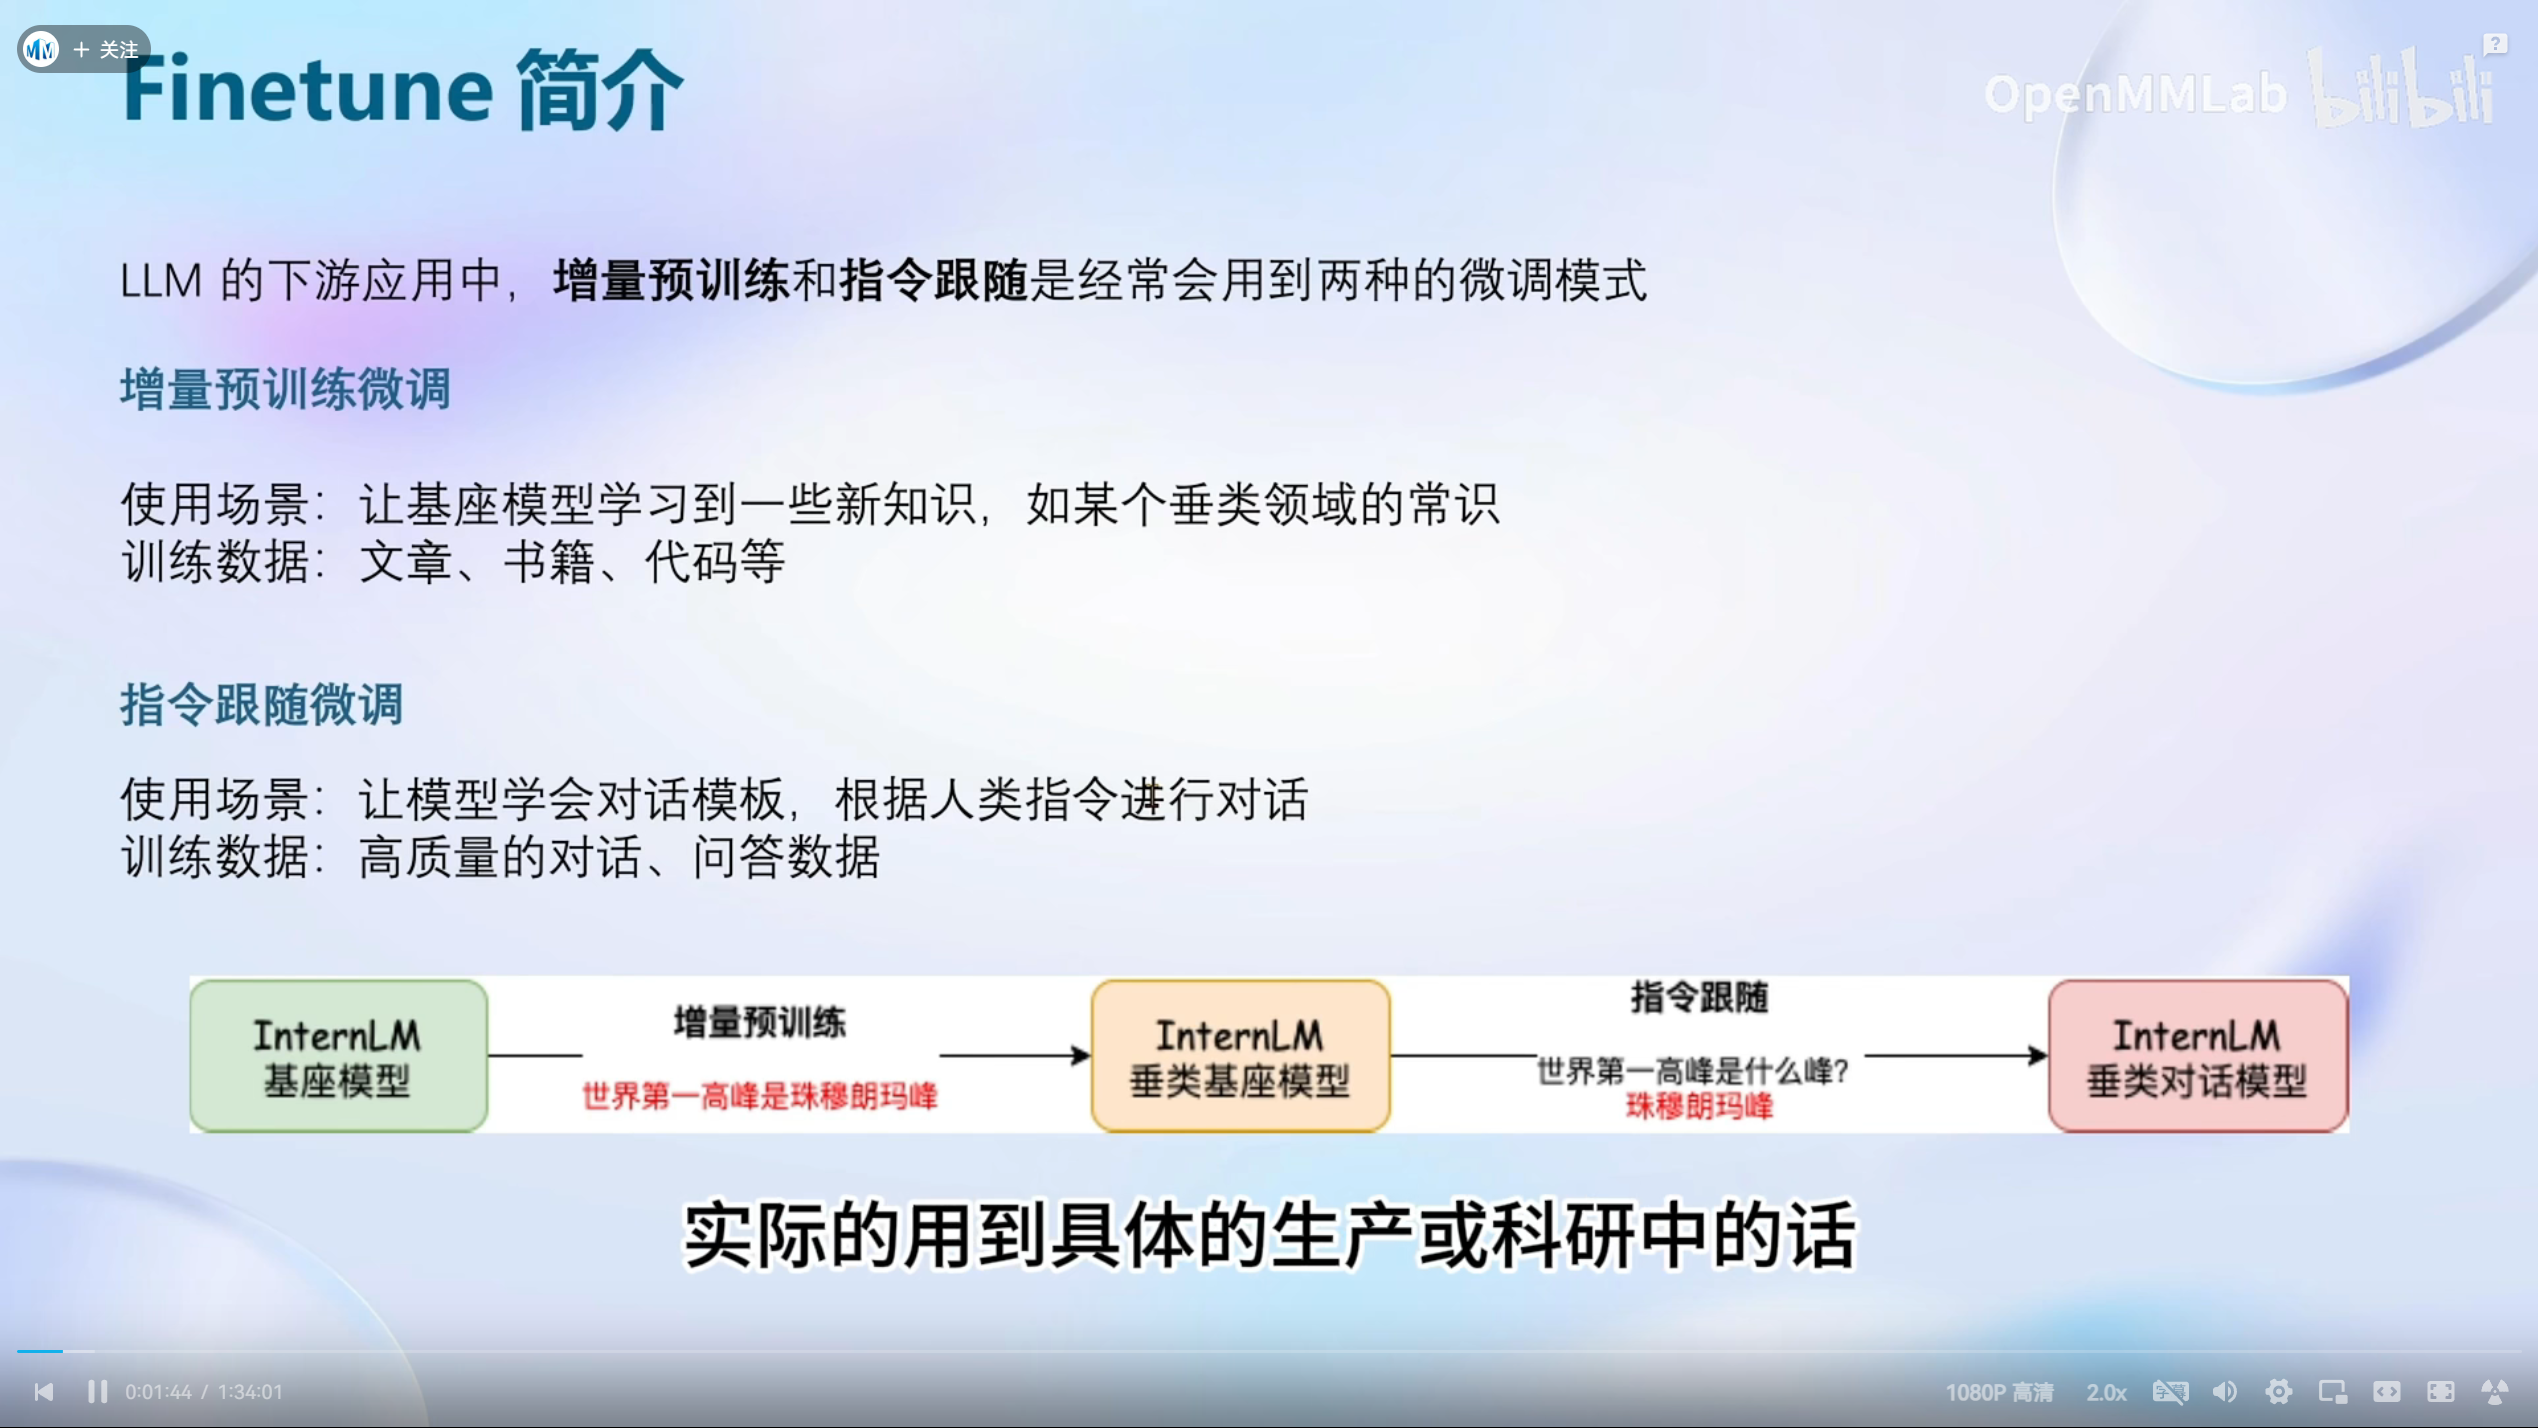 + 关注
Finetune 简介
OpenMMLab bilibili
LLM 的下游应用中，增量预训练和指令跟随是经常会用到两种的微调模式
增量预训练微调
使用场景：让基座模型学习到一些新知识，如某个垂类领域的常识
训练数据：文章、书籍、代码等
指令跟随微调
使用场景：让模型学会对话模板，根据人类指令进行对话
训练数据：高质量的对话、问答数据
InternLM
基座模型
增量预训练
世界第一高峰是珠穆朗玛峰
InternLM
垂类基座模型
指令跟随
世界第一高峰是什么峰？
珠穆朗玛峰
InternLM
垂类对话模型
实际的用到具体的生产或科研中的话
0:01:44 / 1:34:01
1080P 高清 2.0x 字幕